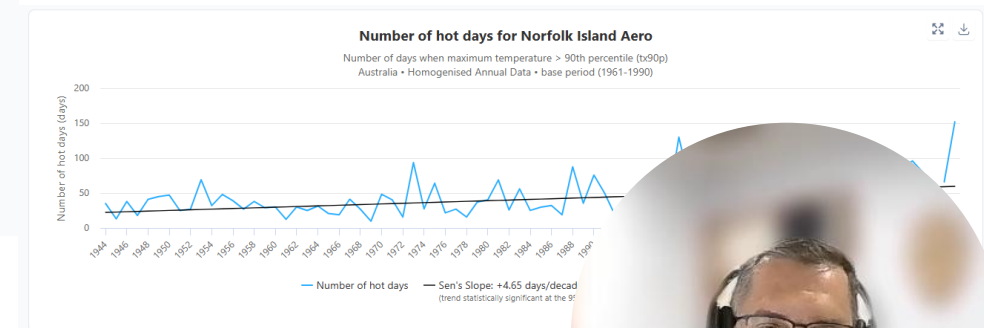 Number of hot days for Norfolk Island Aero
Number of days when maximum temperature > 90th percentile (tx90p)
Australia • Homogenised Annual Data • base period (1961-1990)
Number of hot days (days)
200
150
100
50
0
1944 1946 1948 1950 1952 1954 1956 1958 1960 1962 1964 1966 1968 1970 1972 1974 1976 1978 1980 1982 1984 1986 1988 1990
Number of hot days Sen's Slope: +4.65 days/decad
(trend statistically significant at the 95